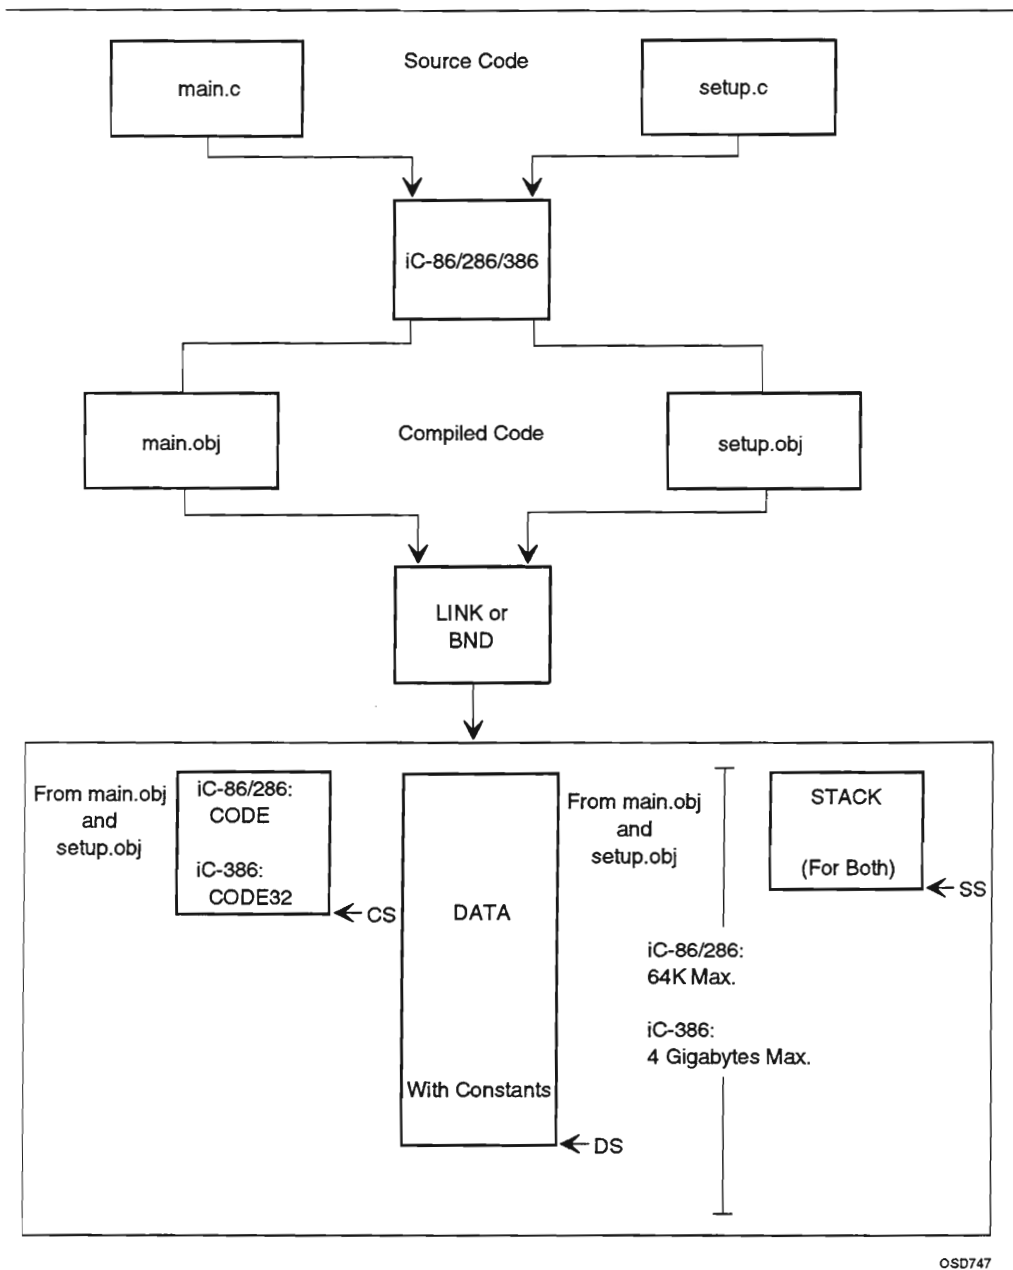 Source Code
main.c
setup.c
iC-86/286/386
main.obj
Compiled Code
setup.obj
LINK or
BND
From main.obj
and
setup.obj
iC-86/286:
CODE
iC-386:
CODE32
CS
DATA
With Constants
DS
From main.obj
and
setup.obj
iC-86/286:
64K Max.
iC-386:
4 Gigabytes Max.
STACK
(For Both)
SS
OSD747